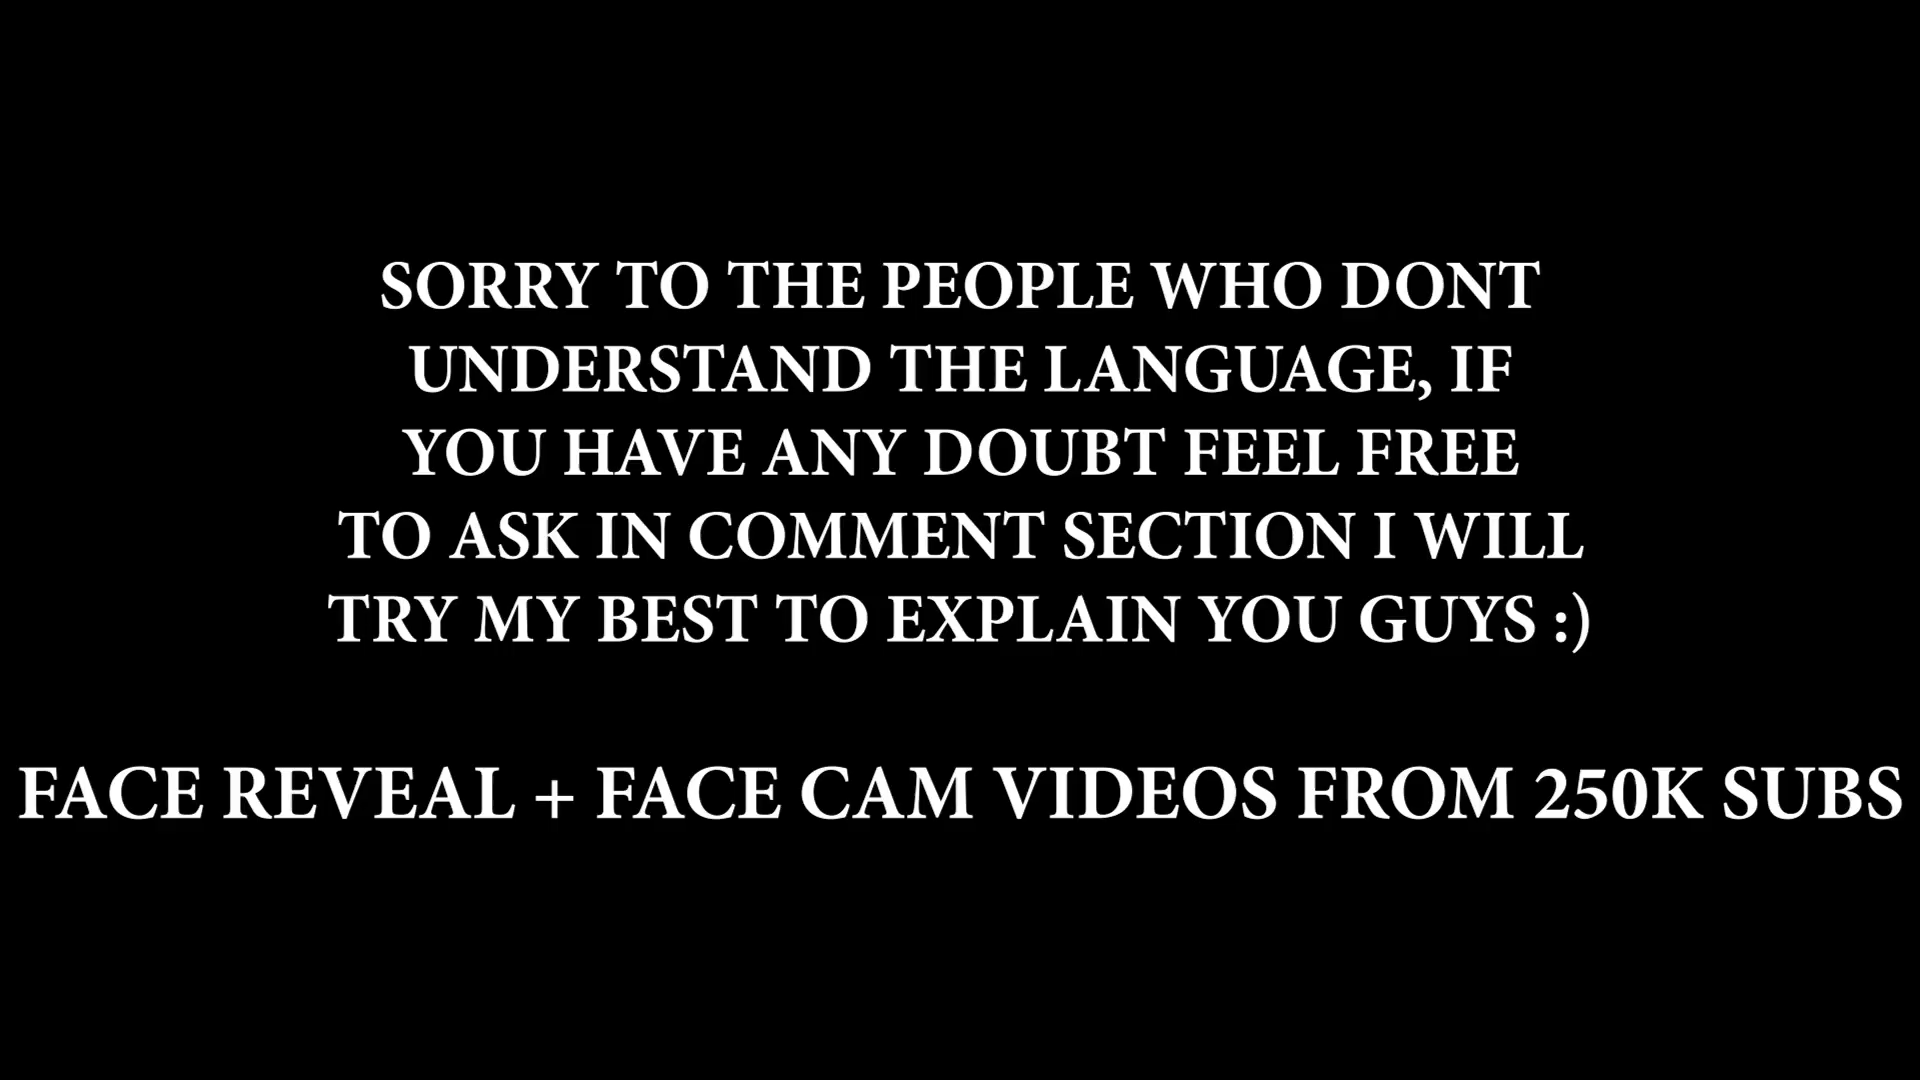 SORRY TO THE PEOPLE WHO DONT
UNDERSTAND THE LANGUAGE, IF
YOU HAVE ANY DOUBT FEEL FREE
TO ASK IN COMMENT SECTION I WILL
TRY MY BEST TO EXPLAIN YOU GUYS :)
FACE REVEAL + FACE CAM VIDEOS FROM 250K SUBS